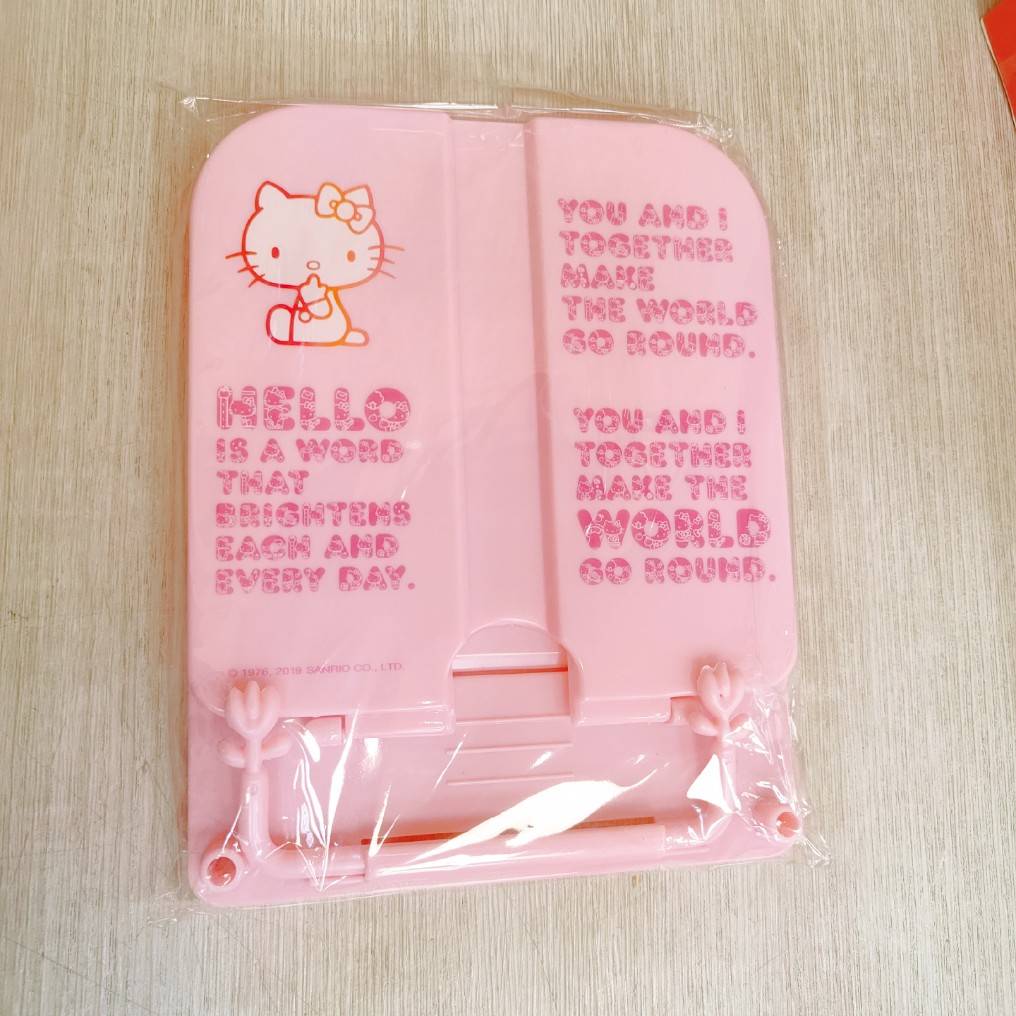 HELLO
IS A WORD
THAT
BRIGHTENS
EACH AND
EVERY DAY.
© 1976, 2019 SANRIO CO., LTD.
YOU AND I
TOGETHER
MAKE
THE WORLD
GO ROUND.
YOU AND I
TOGETHER
MAKE THE
WORLD
GO ROUND.